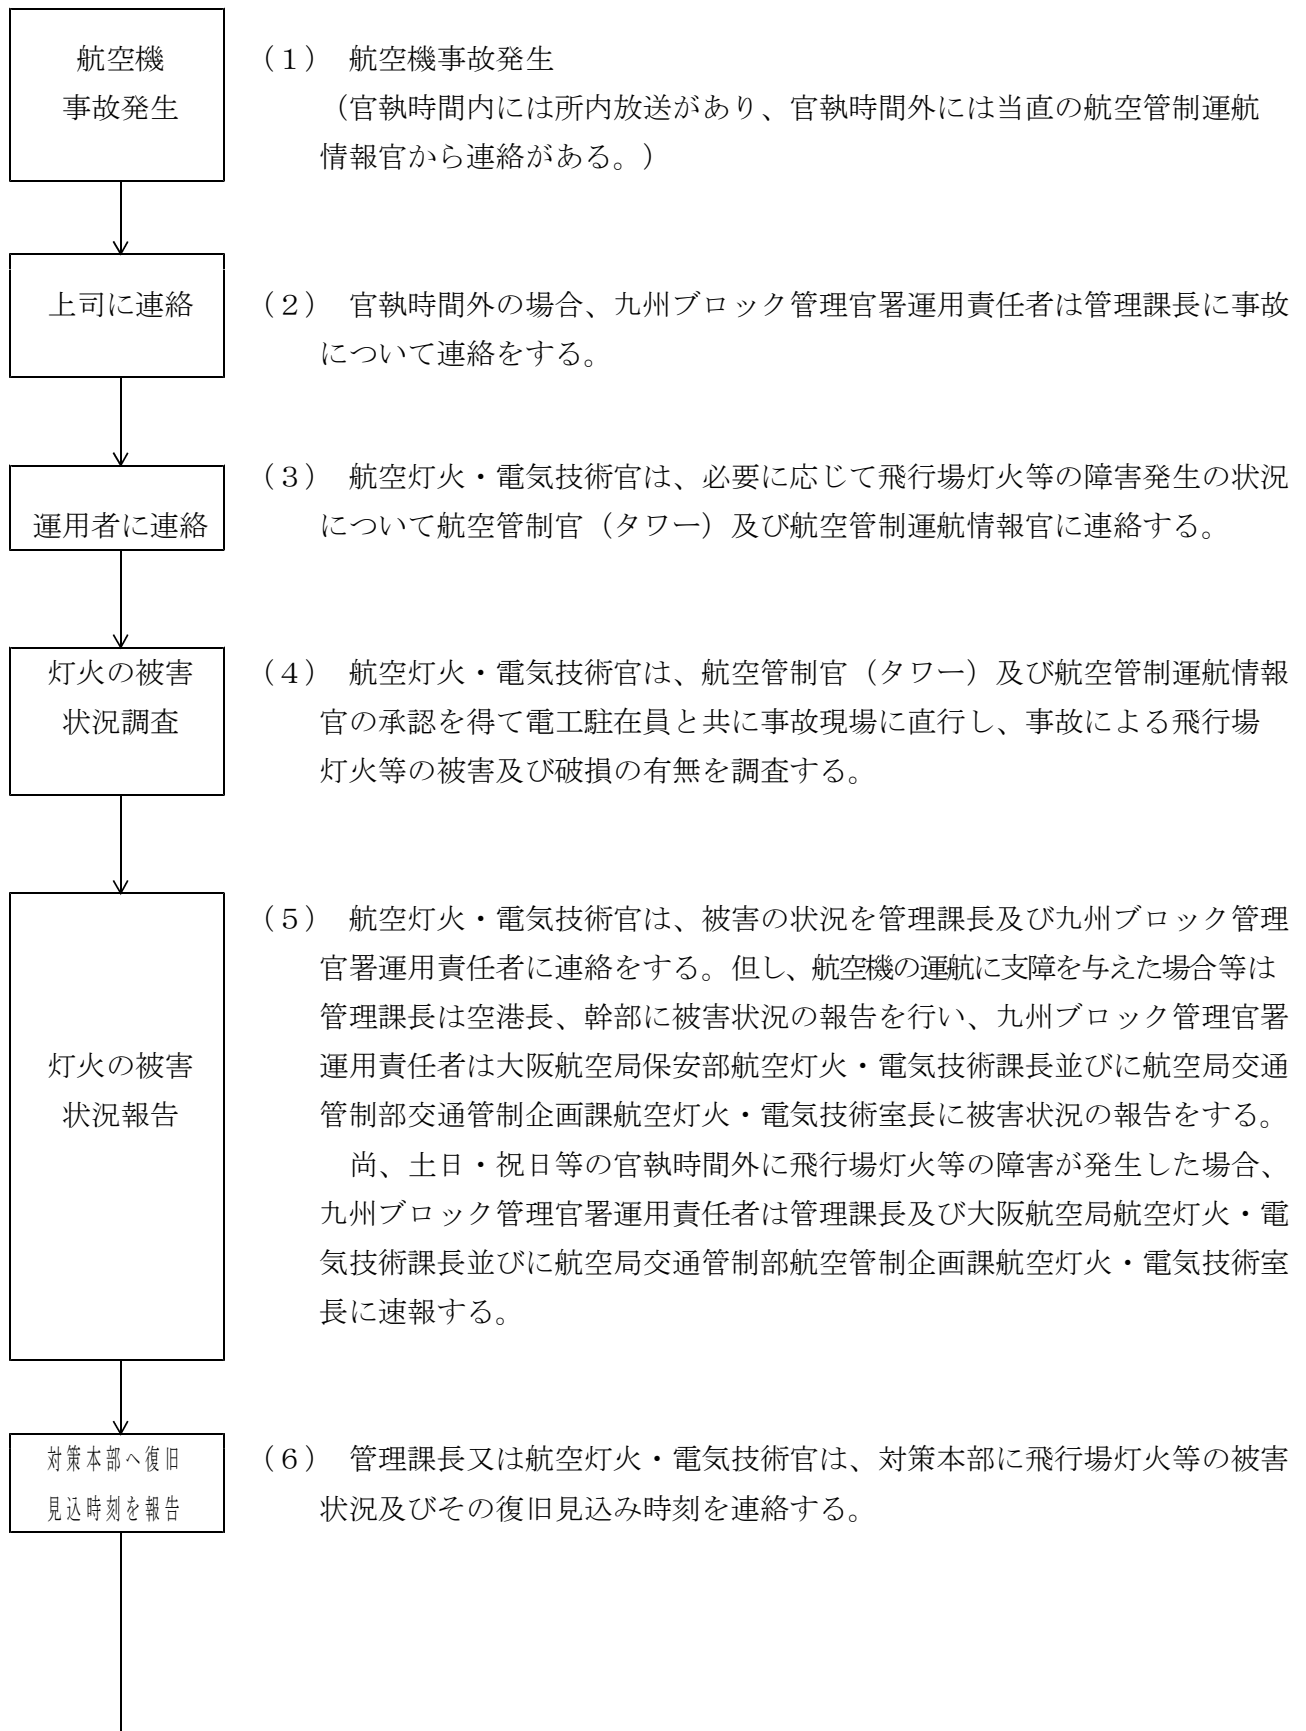 航空機
事故発生
（１） 航空機事故発生
（官執時間内には所内放送があり、官執時間外には当直の航空管制運航
情報官から連絡がある。）
上司に連絡
（２） 官執時間外の場合、九州ブロック管理官署運用責任者は管理課長に事故
について連絡をする。
運用者に連絡
（３） 航空灯火・電気技術官は、必要に応じて飛行場灯火等の障害発生の状況
について航空管制官（タワー）及び航空管制運航情報官に連絡する。
灯火の被害
状況調査
（４） 航空灯火・電気技術官は、航空管制官（タワー）及び航空管制運航情報
官の承認を得て電工駐在員と共に事故現場に直行し、事故による飛行場
灯火等の被害及び破損の有無を調査する。
灯火の被害
状況報告
（５） 航空灯火・電気技術官は、被害の状況を管理課長及び九州ブロック管理
官署運用責任者に連絡をする。但し、航空機の運航に支障を与えた場合等は
管理課長は空港長、幹部に被害状況の報告を行い、九州ブロック管理官署
運用責任者は大阪航空局保安部航空灯火・電気技術課長並びに航空局交通
管制部交通管制企画課航空灯火・電気技術室長に被害状況の報告をする。
尚、土日・祝日等の官執時間外に飛行場灯火等の障害が発生した場合、
九州ブロック管理官署運用責任者は管理課長及び大阪航空局航空灯火・電
気技術課長並びに航空局交通管制部航空管制企画課航空灯火・電気技術室
長に速報する。
対策本部へ復旧
見込時刻を報告
（６） 管理課長又は航空灯火・電気技術官は、対策本部に飛行場灯火等の被害
状況及びその復旧見込み時刻を連絡する。